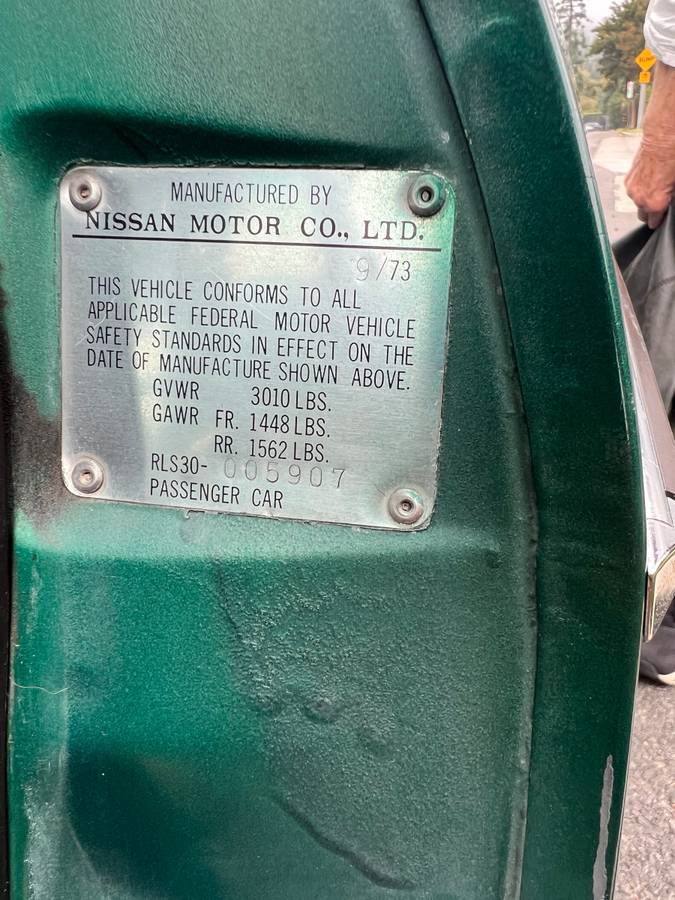 MANUFACTURED BY
NISSAN MOTOR CO., LTD.
9/73
THIS VEHICLE CONFORMS TO ALL
APPLICABLE FEDERAL MOTOR VEHICLE
SAFETY STANDARDS IN EFFECT ON THE
DATE OF MANUFACTURE SHOWN ABOVE.
GVWR 3010 LBS.
GAWR FR. 1448 LBS.
RR. 1562 LBS.
RLS30- 005907
PASSENGER CAR